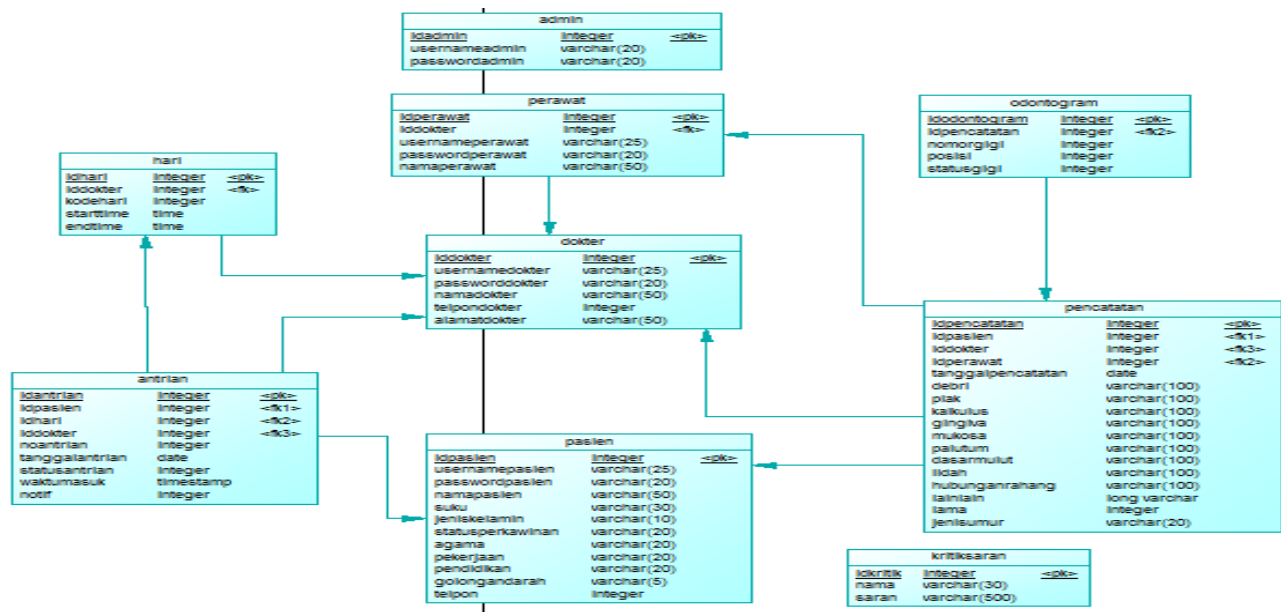 admin
idadmin Integer <pk>
usernameadmin varchar(20)
passwordadmin varchar(20)
perawat
idperawat Integer <pk>
iddokter Integer <fk>
usernameperawat varchar(25)
passwordperawat varchar(20)
namaperawat varchar(50)
odontogram
idodontogram Integer <pk>
idpencatatan Integer <fk2>
nomorgigi Integer
posisi Integer
statusgigi Integer
hari
idhari Integer <pk>
iddokter Integer <fk>
kodehari Integer
starttime time
endtime time
dokter
iddokter Integer <pk>
usernamedokter varchar(25)
passworddokter varchar(20)
namadokter varchar(50)
telpondokter Integer
alamatdokter varchar(50)
pencatatan
idpencatatan Integer <pk>
idpasien Integer <fk1>
iddokter Integer <fk3>
idperawat Integer <fk2>
tanggalpencatatan date
debri varchar(100)
plak varchar(100)
kalkulus varchar(100)
gingiva varchar(100)
mukosa varchar(100)
palutum varchar(100)
dasarmulut varchar(100)
lidah varchar(100)
hubunganrahang varchar(100)
lainlain long varchar
lama Integer
jenisumur varchar(20)
antrian
idantrian Integer <pk>
idpasien Integer <fk1>
idhari Integer <fk2>
iddokter Integer <fk3>
noantrian Integer
tanggalantrian date
statusantrian Integer
waktumasuk timestamp
notif Integer
pasien
idpasien Integer <pk>
usernamepasien varchar(25)
passwordpasien varchar(20)
namapasien varchar(50)
suku varchar(30)
jeniskelamin varchar(10)
statusperkawinan varchar(20)
agama varchar(20)
pekerjaan varchar(20)
pendidikan varchar(20)
golongandarah varchar(5)
telpon Integer
kritiksaran
idkritik Integer <pk>
nama varchar(30)
saran varchar(500)